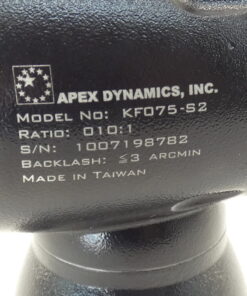 APEX DYNAMICS, INC.
MODEL NO: KF075-S2
RATIO: 010:1
S/N: 1007198782
BACKLASH: ≦3 ARCMIN
MADE IN TAIWAN